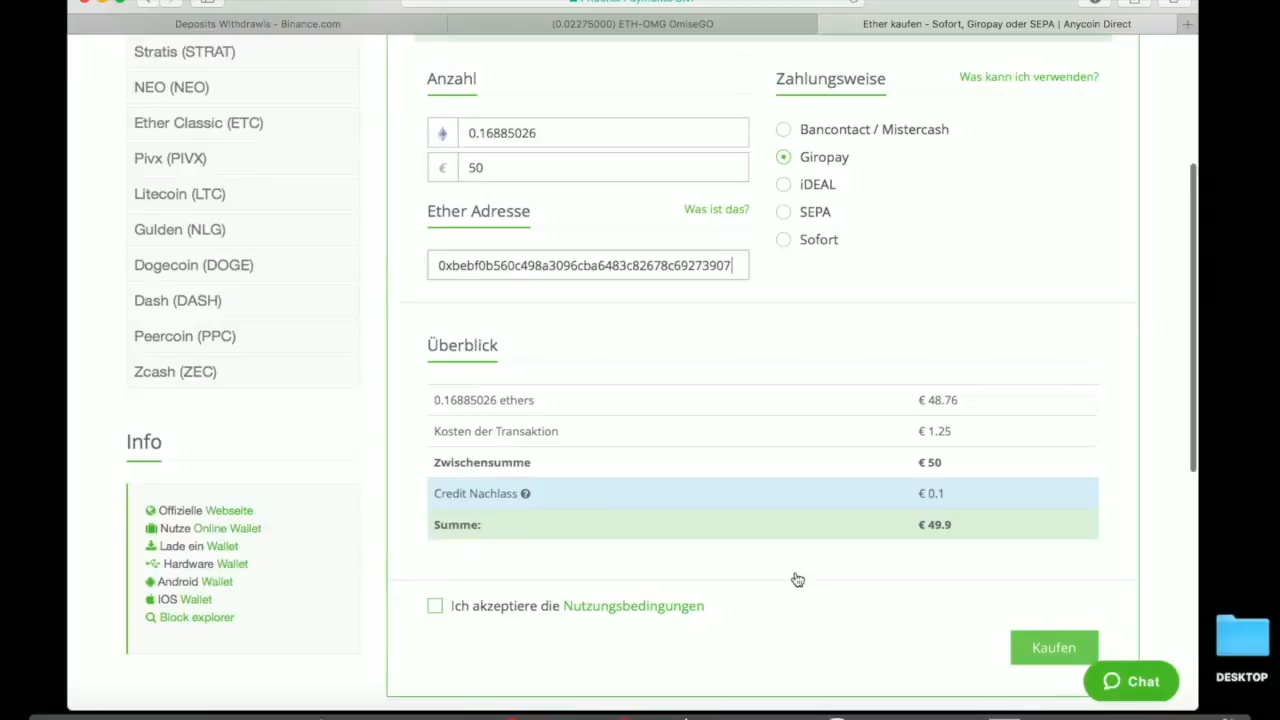 Deposits Withdrawls - Binance.com
(0.02275000) ETH-OMG OmiseGO
Ether kaufen - Sofort, Giropay oder SEPA | Anycoin Direct
Stratis (STRAT)
NEO (NEO)
Ether Classic (ETC)
Pivx (PIVX)
Litecoin (LTC)
Gulden (NLG)
Dogecoin (DOGE)
Dash (DASH)
Peercoin (PPC)
Zcash (ZEC)
Info
Offizielle Webseite
Nutze Online Wallet
Lade ein Wallet
Hardware Wallet
Android Wallet
IOS Wallet
Block explorer
Anzahl
0.16885026
€ 50
Ether Adresse Was ist das?
0xbebf0b560c498a3096cba6483c82678c69273907
Zahlungsweise Was kann ich verwenden?
Bancontact / Mistercash
Giropay
iDEAL
SEPA
Sofort
Überblick
0.16885026 ethers € 48.76
Kosten der Transaktion € 1.25
Zwischensumme € 50
Credit Nachlass € 0.1
Summe: € 49.9
Ich akzeptiere die Nutzungsbedingungen
Kaufen
Chat
DESKTOP